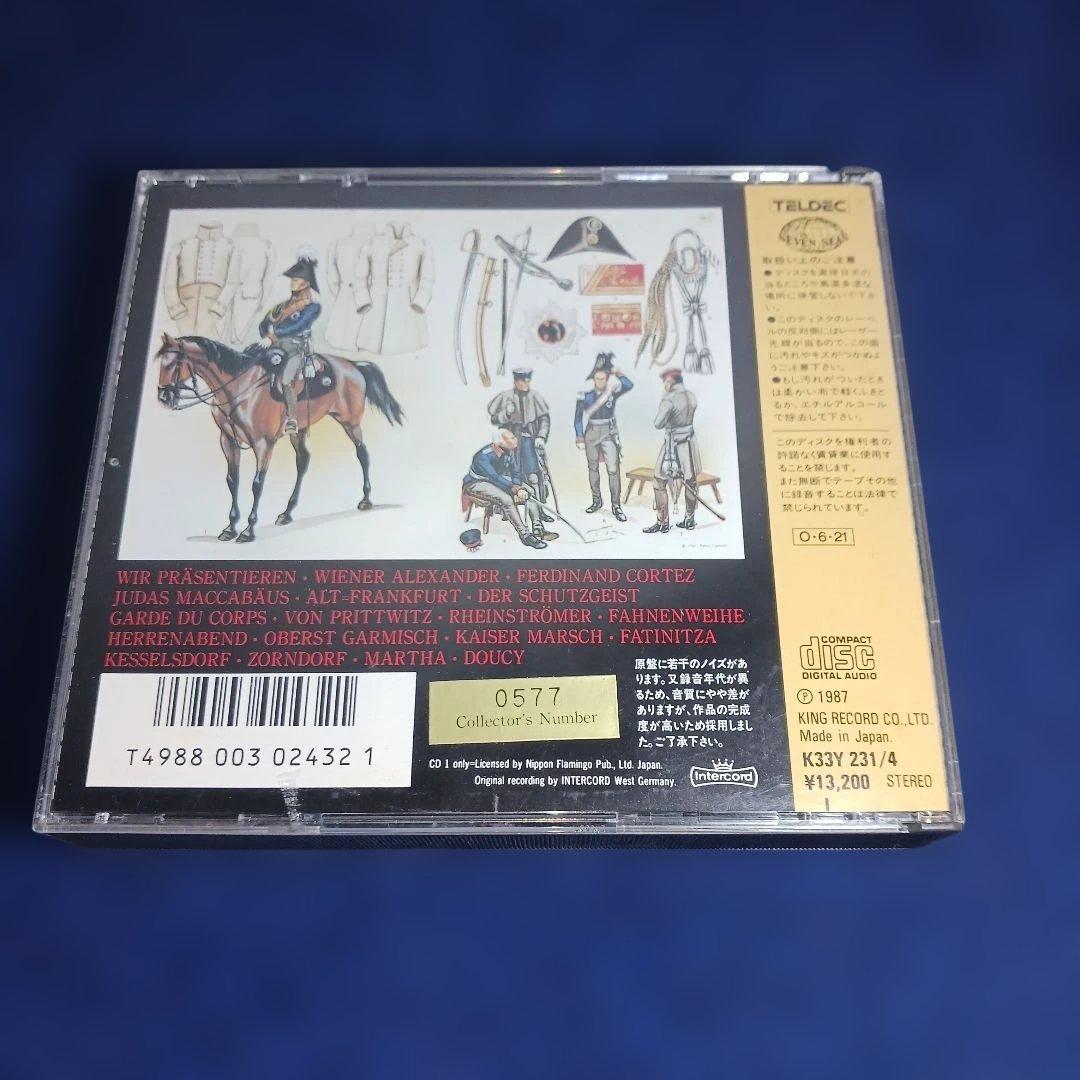 WIR PRÄSENTIEREN · WIENER ALEXANDER · FERDINAND CORTEZ
JUDAS MACCABÄUS · ALT=FRANKFURT · DER SCHUTZGEIST
GARDE DU CORPS · VON PRITTWITZ · RHEINSTRÖMER · FAHNENWEIHE
HERRENABEND · OBERST GARMISCH · KAISER MARSCH · FATINITZA
KESSELSDORF · ZORNDORF · MARTHA · DOUCY
T4988 003 02432 1
0577
Collector's Number
原盤に若干のノイズがあ
ります。又録音年代が異
るため、音質にやや差が
ありますが、作品の完成
度が高いため採用しまし
た。ご了承下さい。
CD 1 only=Licensed by Nippon Flamingo Pub., Ltd. Japan.
Original recording by INTERCORD West Germany.
Intercord
TELDEC
SEVEN SEAS
取扱い上のご注意
●ディスクを直接日光の
当るところや高温多湿な
場所に保管しないで下さ
い。
●このディスクのレーベ
ルの反対側にはレーザー
光線が当るので、この面
に汚れやキズがつかぬよ
うご注意下さい。
●もし汚れがついたとき
は柔かい布で軽くふきと
るか、エチルアルコール
で除去して下さい。
このディスクを権利者の
許諾なく賃貸業に使用す
ることを禁じます。
また無断でテープその他
に録音することは法律で
禁じられています。
O・6・21
COMPACT
disc
DIGITAL AUDIO
Ⓟ 1987
KING RECORD CO., LTD.
Made in Japan.
K33Y 231/4
¥13,200 STEREO